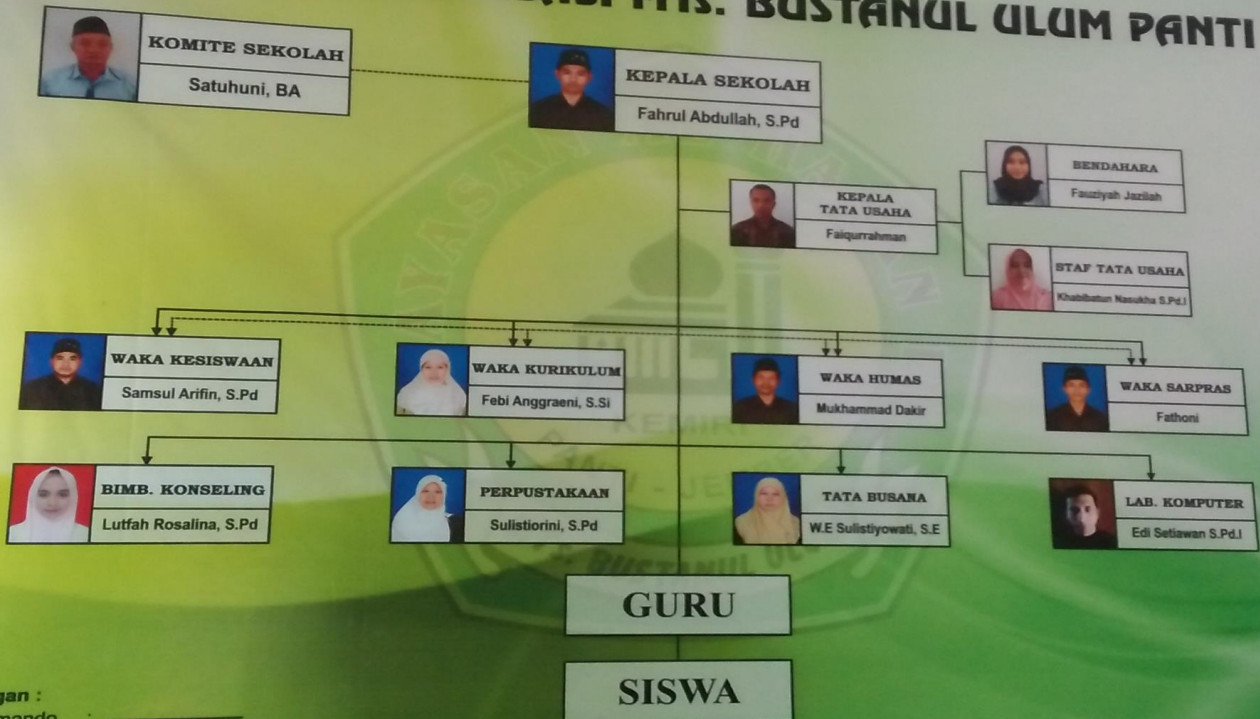 MTs. BUSTANUL ULUM PANTI
KOMITE SEKOLAH
Satuhuni, BA
KEPALA SEKOLAH
Fahrul Abdullah, S.Pd
KEPALA
TATA USAHA
Faiqurrahman
BENDAHARA
Fauziyah Jazilah
STAF TATA USAHA
Khabibatun Nasukha S.Pd.I
WAKA KESISWAAN
Samsul Arifin, S.Pd
WAKA KURIKULUM
Febi Anggraeni, S.Si
WAKA HUMAS
Mukhammad Dakir
WAKA SARPRAS
Fathoni
KEMIRI
BIMB. KONSELING
Lutfah Rosalina, S.Pd
PERPUSTAKAAN
Sulistiorini, S.Pd
TATA BUSANA
W.E Sulistiyowati, S.E
LAB. KOMPUTER
Edi Setiawan S.Pd.I
GURU
SISWA